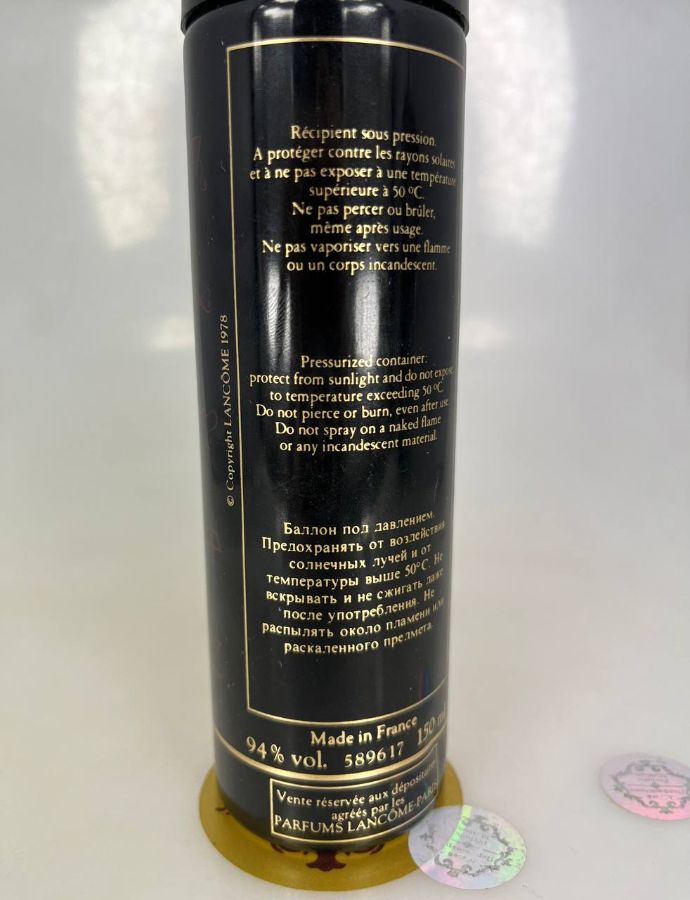 Récipient sous pression.
A protéger contre les rayons solaires
et à ne pas exposer à une température
supérieure à 50 °C.
Ne pas percer ou brûler,
même après usage.
Ne pas vaporiser vers une flamme
ou un corps incandescent.
© Copyright LANCÔME 1978
Pressurized container:
protect from sunlight and do not expose
to temperature exceeding 50 °C
Do not pierce or burn, even after use.
Do not spray on a naked flame
or any incandescent material.
Баллон под давлением.
Предохранять от воздействия
солнечных лучей и от
температуры выше 50°C. Не
вскрывать и не сжигать даже
после употребления. Не
распылять около пламени или
раскаленного предмета.
Made in France
94% vol. 589617 150 ml
Vente réservée aux dépositaires
agréés par les
PARFUMS LANCÔME-PARIS